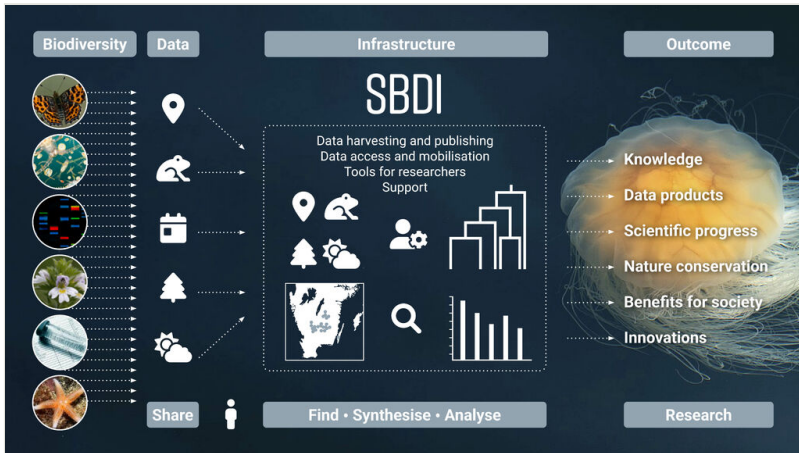 Biodiversity
Data
Infrastructure
Outcome
SBDI
Data harvesting and publishing
Data access and mobilisation
Tools for researchers
Support
Knowledge
Data products
Scientific progress
Nature conservation
Benefits for society
Innovations
Share
Find • Synthesise • Analyse
Research